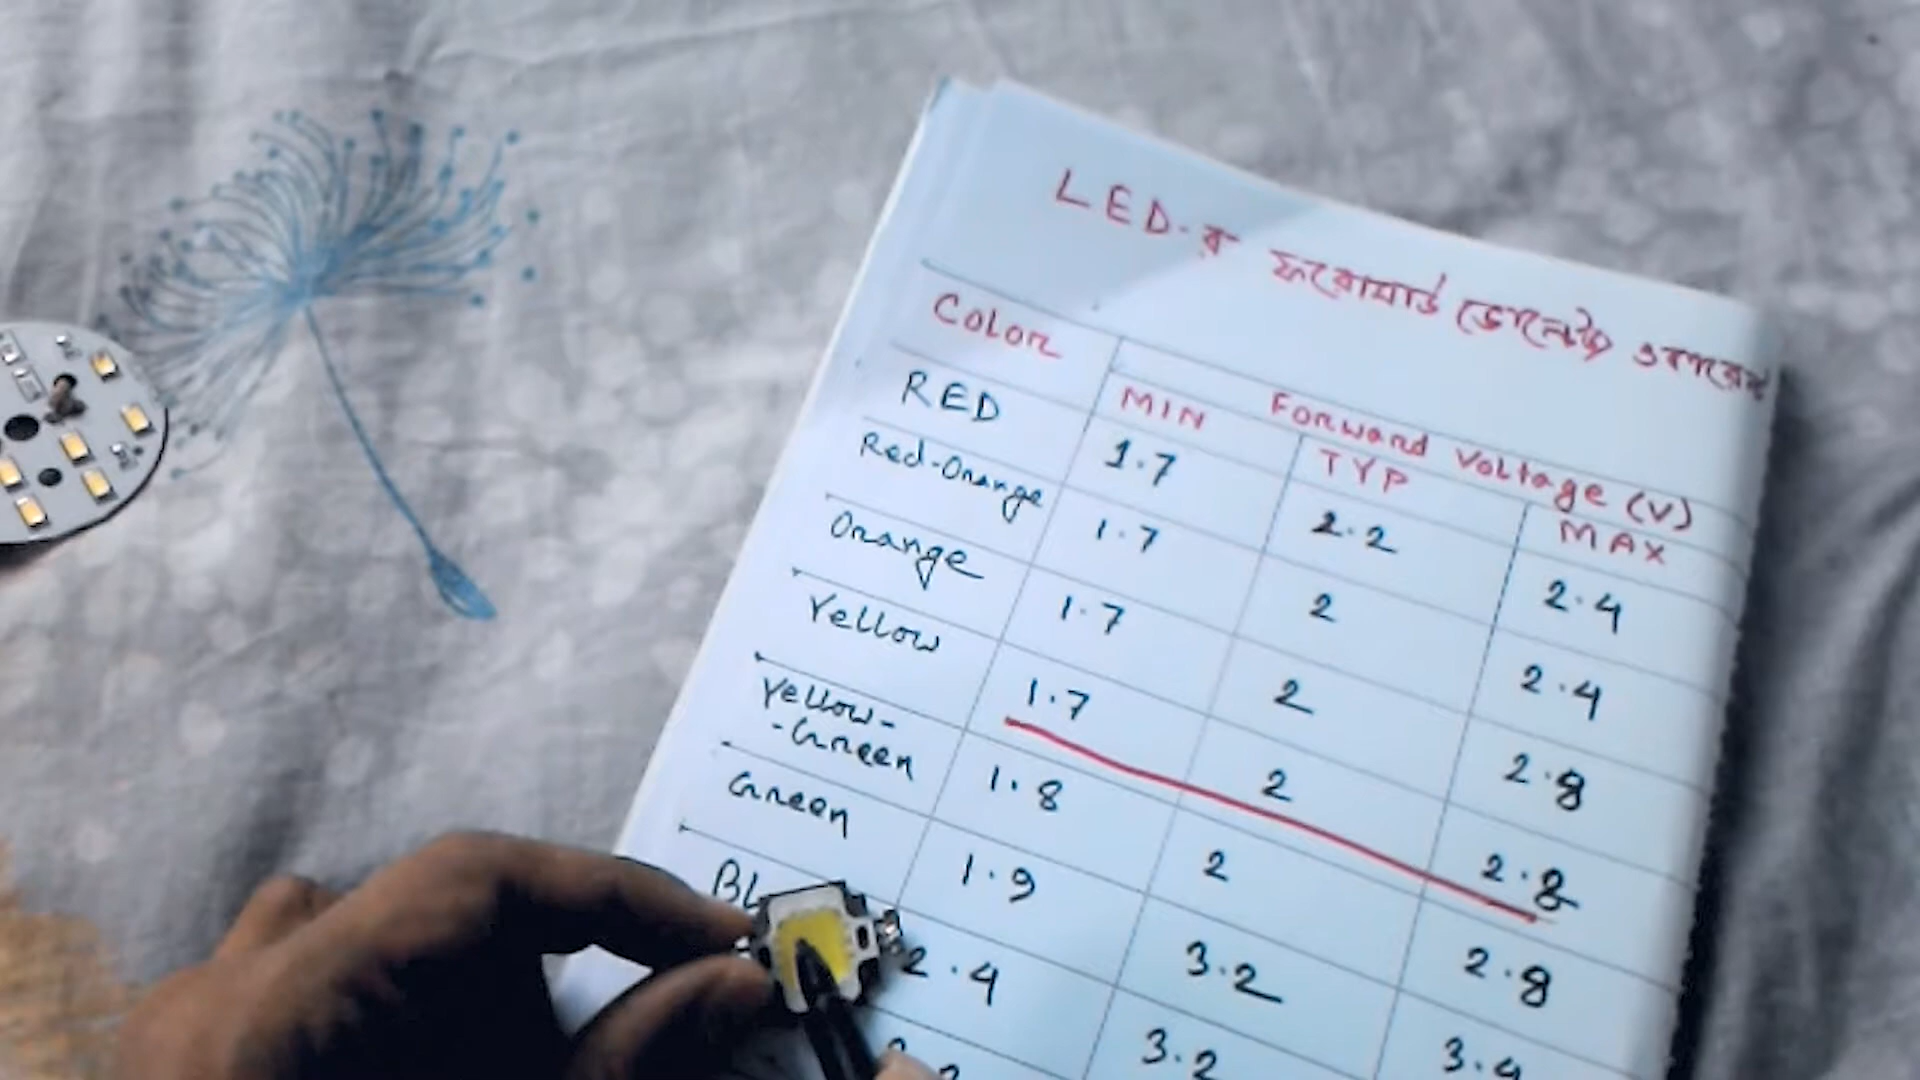 LED-র ফরোয়ার্ড ভোল্টেজ ও কারেন্ট
Color Forward Voltage (V)
MIN TYP MAX
RED 1.7 2.2 2.4
Red-Orange 1.7 2 2.4
Orange 1.7 2 2.8
Yellow 1.7 2 2.8
Yellow-
-Green 1.8 2 2.8
Green 1.9 3.2 3.4
2.4 3.2